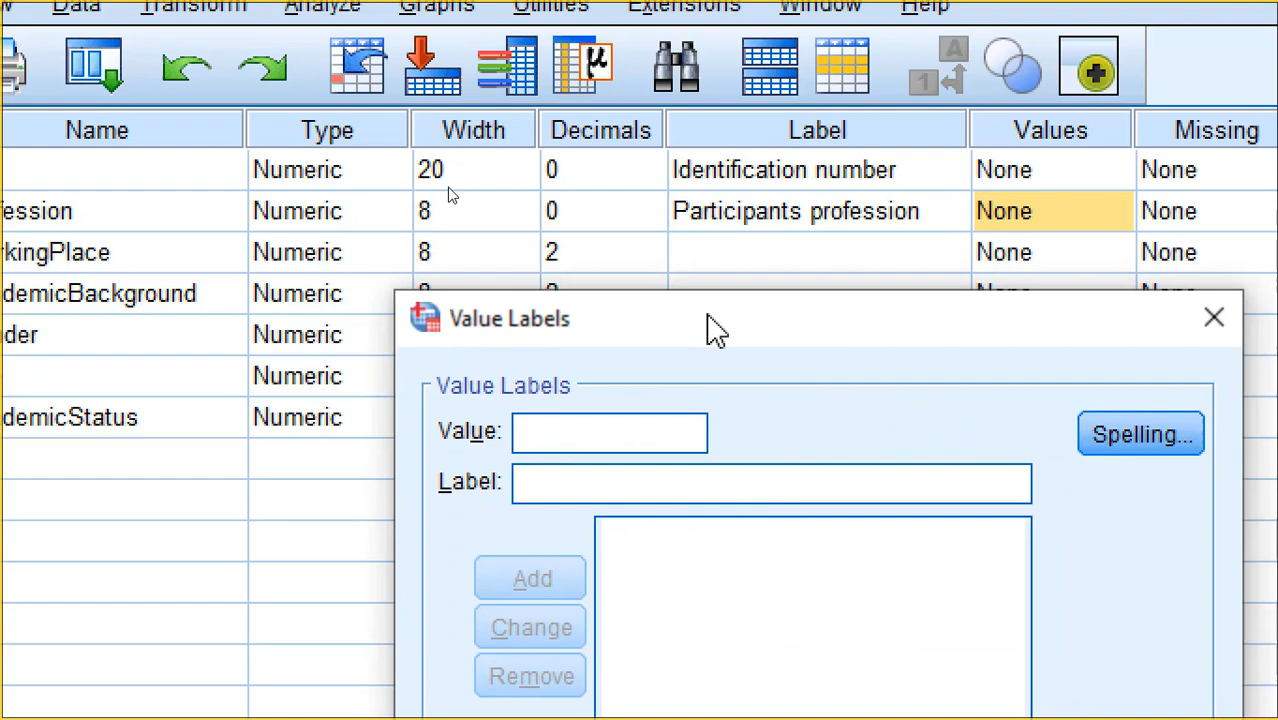 Data Transform Analyze Graphs Utilities Extensions Window Help
A
1
μ
Name Type Width Decimals Label Values Missing
Numeric 20 0 Identification number None None
ession Numeric 8 0 Participants profession None None
rkingPlace Numeric 8 2 None None
demicBackground Numeric
der Numeric
Numeric
demicStatus Numeric
Value Labels
Value Labels
Value:
Spelling...
Label:
Add
Change
Remove